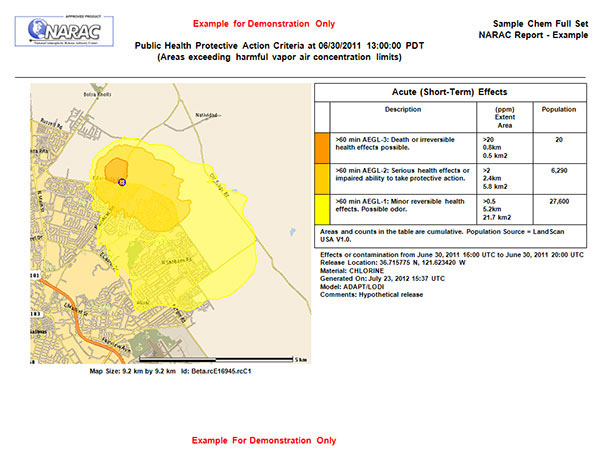 APPROVED PRODUCT
NARAC
National Atmospheric Release Advisory Center
Example for Demonstration Only
Sample Chem Full Set
NARAC Report - Example
Public Health Protective Action Criteria at 06/30/2011 13:00:00 PDT
(Areas exceeding harmful vapor air concentration limits)
Bolsa Knolls
Natividad
Russell Rd
Old Stage Rd
101
183
5 km
Map Size: 9.2 km by 9.2 km Id: Beta.rcE16945.rcC1
Acute (Short-Term) Effects
Description
(ppm)
Extent
Area
Population
>60 min AEGL-3: Death or irreversible
health effects possible.
>20
0.8km
0.5 km2
20
>60 min AEGL-2: Serious health effects or
impaired ability to take protective action.
>2
2.4km
5.8 km2
6,290
>60 min AEGL-1: Minor reversible health
effects. Possible odor.
>0.5
5.2km
21.7 km2
27,600
Areas and counts in the table are cumulative. Population Source = LandScan
USA V1.0.
Effects or contamination from June 30, 2011 16:00 UTC to June 30, 2011 20:00 UTC
Release Location: 36.715775 N, 121.623420 W
Material: CHLORINE
Generated On: July 23, 2012 15:37 UTC
Model: ADAPT/LODI
Comments: Hypothetical release
Example For Demonstration Only